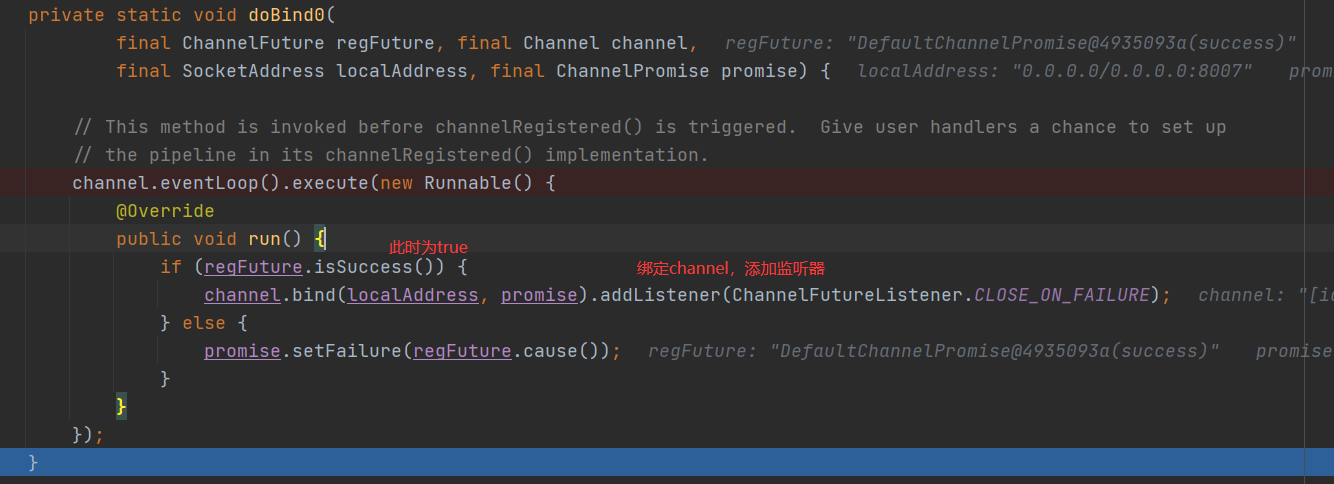 private static void doBind0(
final ChannelFuture regFuture, final Channel channel, regFuture: "DefaultChannelPromise@4935093a(success)"
final SocketAddress localAddress, final ChannelPromise promise) { localAddress: "0.0.0.0/0.0.0.0:8007" prom
// This method is invoked before channelRegistered() is triggered. Give user handlers a chance to set up
// the pipeline in its channelRegistered() implementation.
channel.eventLoop().execute(new Runnable() {
@Override
public void run() {
此时为true
if (regFuture.isSuccess()) {
绑定channel，添加监听器
channel.bind(localAddress, promise).addListener(ChannelFutureListener.CLOSE_ON_FAILURE); channel: "[id
} else {
promise.setFailure(regFuture.cause()); regFuture: "DefaultChannelPromise@4935093a(success)" promise
}
}
});
}